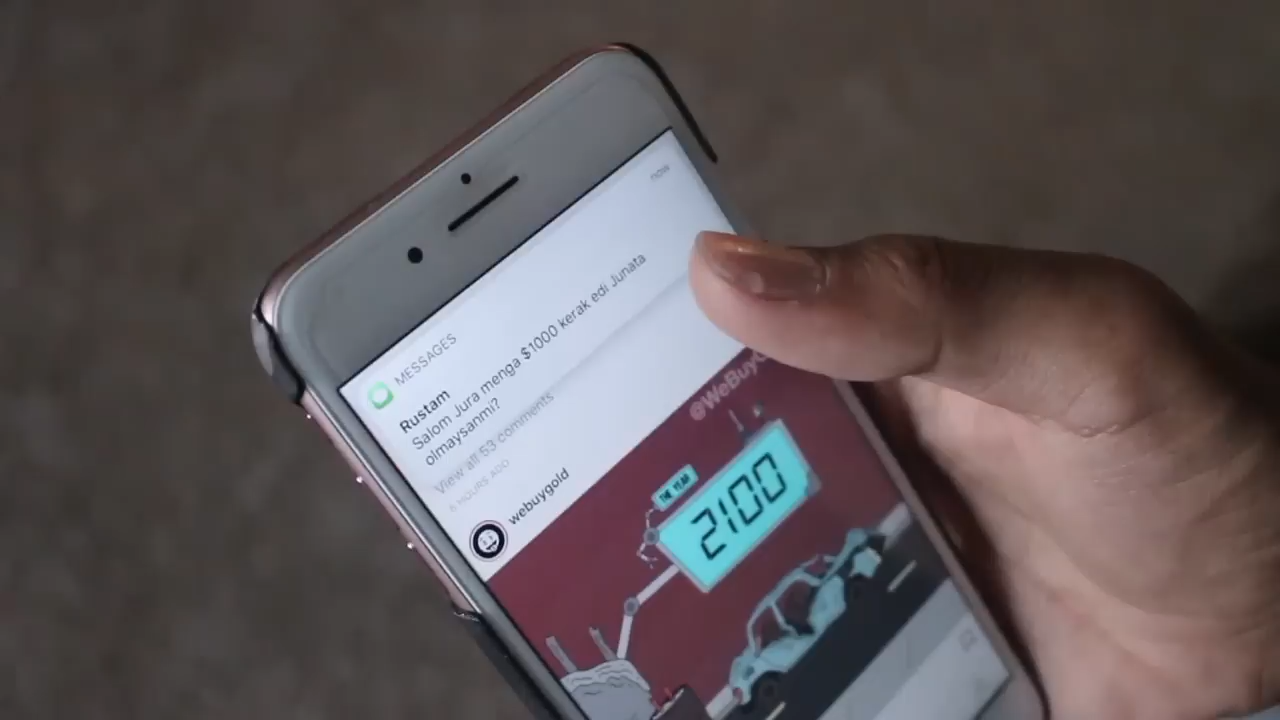 MESSAGES
now
Rustam
Salom Jura menga $1000 kerak edi Junata
olmaysanmi?
View all 53 comments
6 HOURS AGO
webuygold
@WeBuyG
THE YEAR
2100